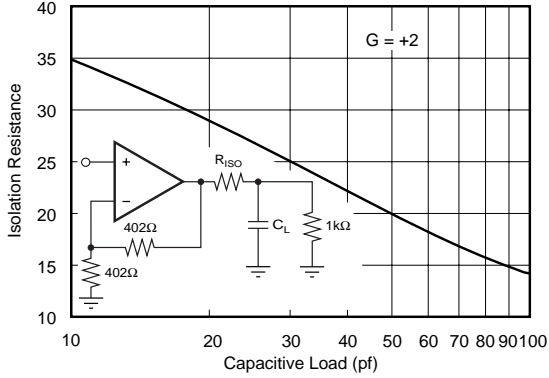 40
G = +2
35
30
Isolation Resistance
25
20
15
10
+
−
R_ISO
402Ω
402Ω
C_L
1kΩ
10 20 30 40 50 60 70 80 90 100
Capacitive Load (pf)